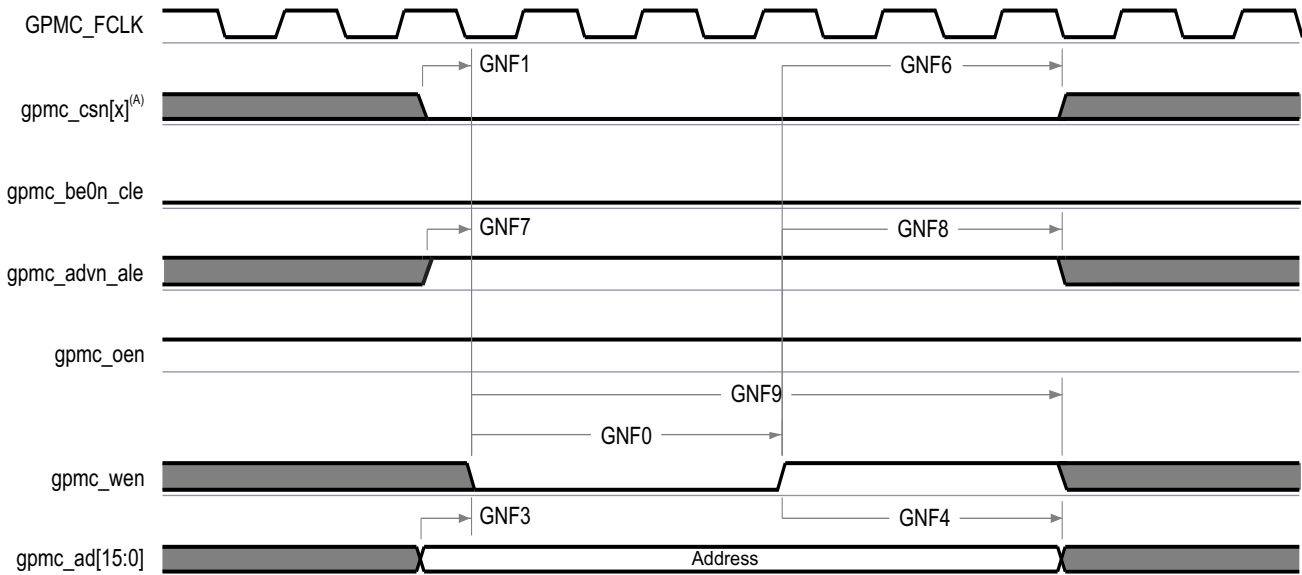 GPMC_FCLK
GNF1
GNF6
gpmc_csn[x](A)
gpmc_be0n_cle
GNF7
GNF8
gpmc_advn_ale
gpmc_oen
GNF9
GNF0
gpmc_wen
GNF3
GNF4
gpmc_ad[15:0]
Address